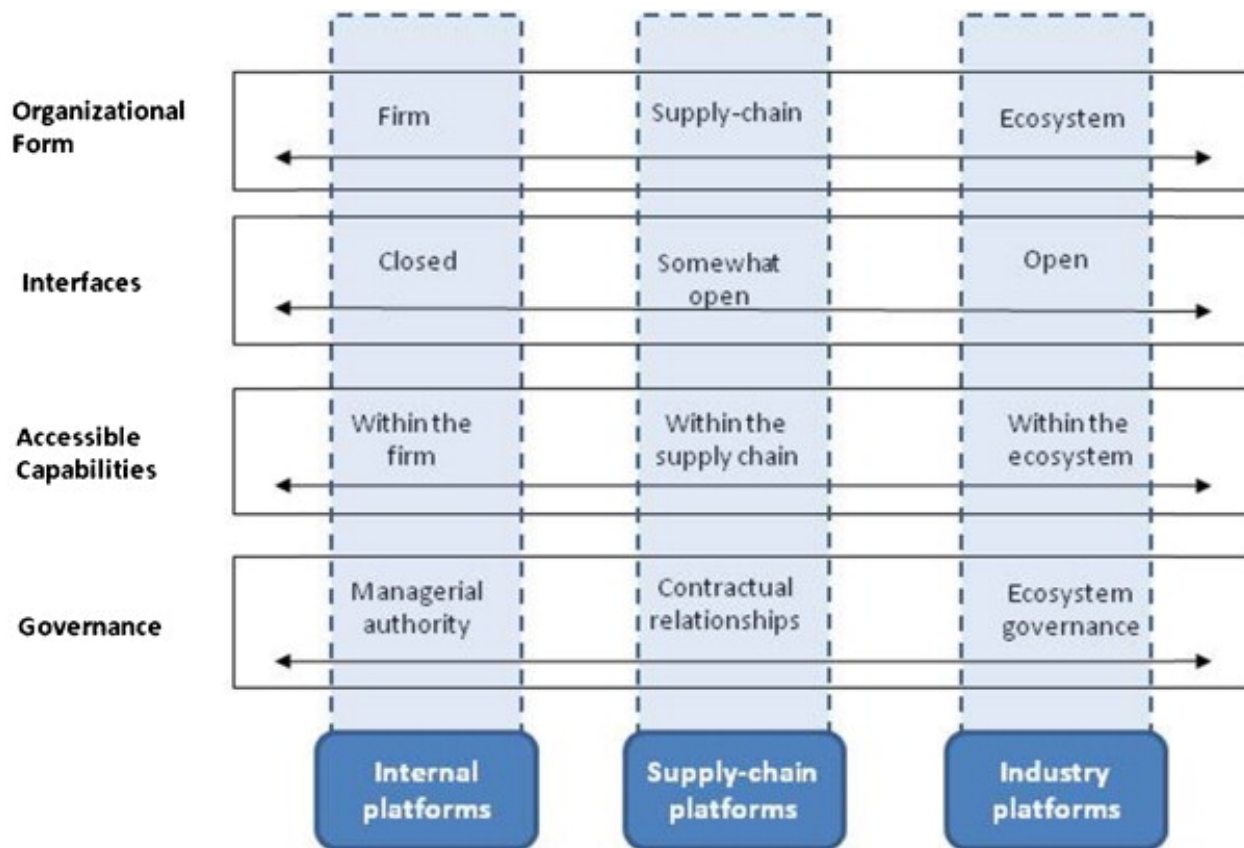 Organizational
Form
Firm
Supply-chain
Ecosystem
Interfaces
Closed
Somewhat
open
Open
Accessible
Capabilities
Within the
firm
Within the
supply chain
Within the
ecosystem
Governance
Managerial
authority
Contractual
relationships
Ecosystem
governance
Internal
platforms
Supply-chain
platforms
Industry
platforms